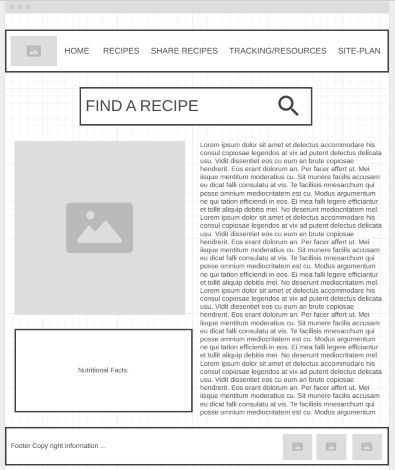 HOME RECIPES SHARE RECIPES TRACKING/RESOURCES SITE-PLAN
FIND A RECIPE
Lorem ipsum dolor sit amet et delectus accommodare his
consul copiosae legendos at vix ad putent delectus delicata
usu. Vidit dissentiet eos cu eum an brute copiosae
hendrerit. Eos erant dolorum an. Per facer affert ut. Mei
iisque mentitum moderatius cu. Sit munere facilis accusam
eu dicat falli consulatu at vis. Te facilisis mnesarchum qui
posse omnium mediocritatem est cu. Modus argumentum
ne qui tation efficiendi in eos. Ei mea falli legere efficiantur
et tollit aliquip debitis mei. No deserunt mediocritatem mel.
Lorem ipsum dolor sit amet et delectus accommodare his
consul copiosae legendos at vix ad putent delectus delicata
usu. Vidit dissentiet eos cu eum an brute copiosae
hendrerit. Eos erant dolorum an. Per facer affert ut. Mei
iisque mentitum moderatius cu. Sit munere facilis accusam
eu dicat falli consulatu at vis. Te facilisis mnesarchum qui
posse omnium mediocritatem est cu. Modus argumentum
ne qui tation efficiendi in eos. Ei mea falli legere efficiantur
et tollit aliquip debitis mei. No deserunt mediocritatem mel.
Lorem ipsum dolor sit amet et delectus accommodare his
consul copiosae legendos at vix ad putent delectus delicata
usu. Vidit dissentiet eos cu eum an brute copiosae
hendrerit. Eos erant dolorum an. Per facer affert ut. Mei
iisque mentitum moderatius cu. Sit munere facilis accusam
eu dicat falli consulatu at vis. Te facilisis mnesarchum qui
posse omnium mediocritatem est cu. Modus argumentum
ne qui tation efficiendi in eos. Ei mea falli legere efficiantur
et tollit aliquip debitis mei. No deserunt mediocritatem mel.
Lorem ipsum dolor sit amet et delectus accommodare his
consul copiosae legendos at vix ad putent delectus delicata
usu. Vidit dissentiet eos cu eum an brute copiosae
hendrerit. Eos erant dolorum an. Per facer affert ut. Mei
iisque mentitum moderatius cu. Sit munere facilis accusam
eu dicat falli consulatu at vis. Te facilisis mnesarchum qui
posse omnium mediocritatem est cu. Modus argumentum
Nutritional Facts:
Footer Copy right information ...